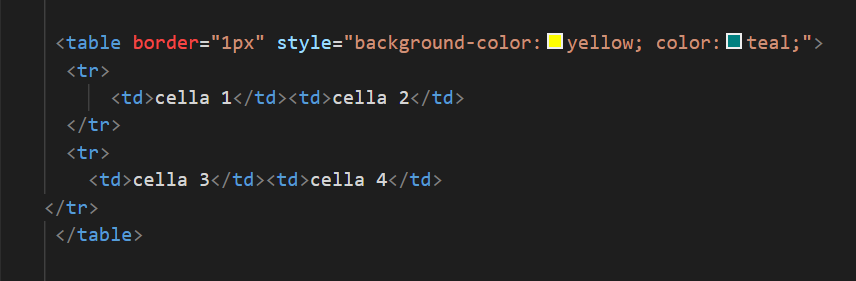 <table border="1px" style="background-color: yellow; color: teal;">
<tr>
<td>cella 1</td><td>cella 2</td>
</tr>
<tr>
<td>cella 3</td><td>cella 4</td>
</tr>
</table>